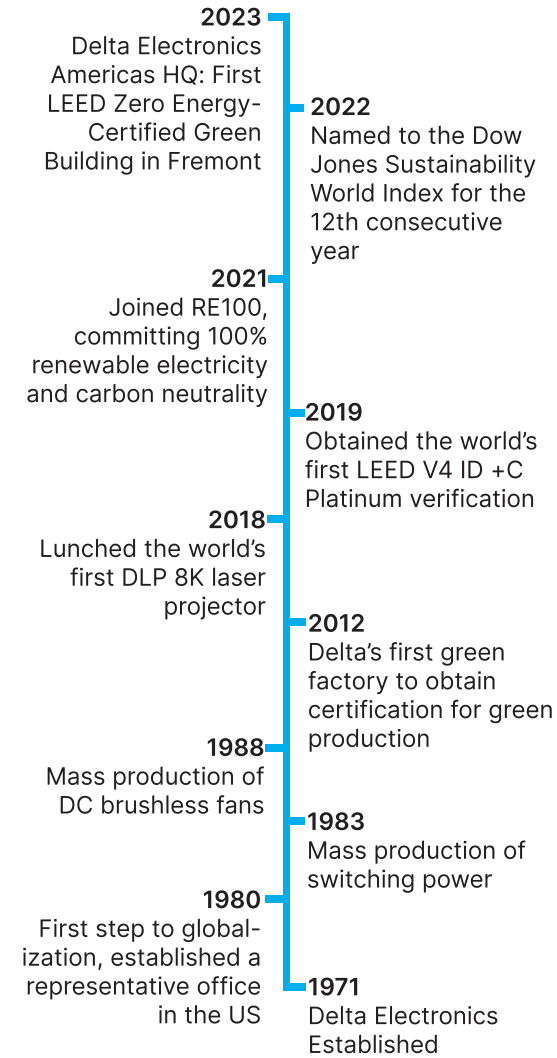 2023
Delta Electronics
Americas HQ: First
LEED Zero Energy-
Certified Green
Building in Fremont
2022
Named to the Dow
Jones Sustainability
World Index for the
12th consecutive
year
2021
Joined RE100,
committing 100%
renewable electricity
and carbon neutrality
2019
Obtained the world’s
first LEED V4 ID +C
Platinum verification
2018
Lunched the world’s
first DLP 8K laser
projector
2012
Delta’s first green
factory to obtain
certification for green
production
1988
Mass production of
DC brushless fans
1983
Mass production of
switching power
1980
First step to global-
ization, established a
representative office
in the US
1971
Delta Electronics
Established